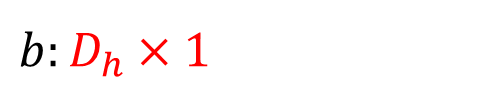 b: Dₕ × 1